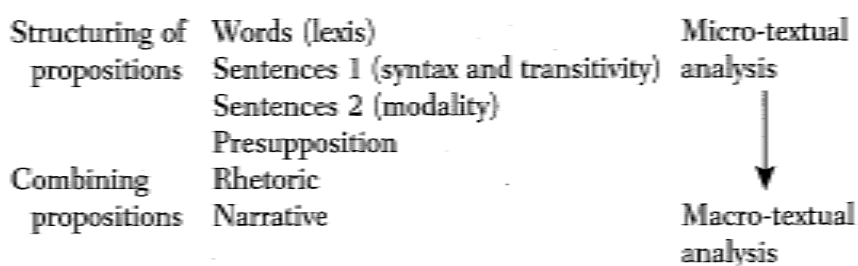 Structuring of Words (lexis) Micro-textual
propositions Sentences 1 (syntax and transitivity) analysis
Sentences 2 (modality)
Presupposition
Combining Rhetoric
propositions Narrative Macro-textual
analysis